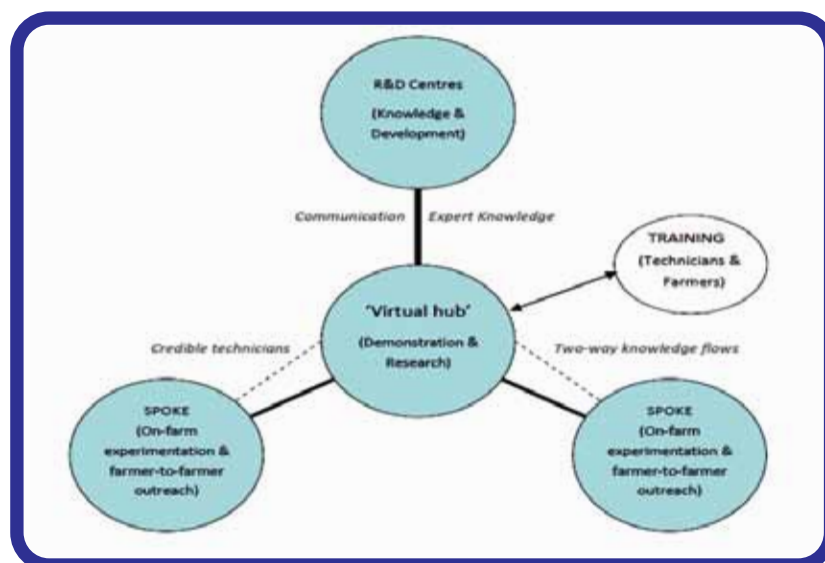 R&D Centres
(Knowledge &
Development)
Communication
Expert Knowledge
TRAINING
(Technicians &
Farmers)
'Virtual hub'
(Demonstration &
Research)
Credible technicians
Two-way knowledge flows
SPOKE
(On-farm
experimentation &
farmer-to-farmer
outreach)
SPOKE
(On-farm
experimentation &
farmer-to-farmer
outreach)